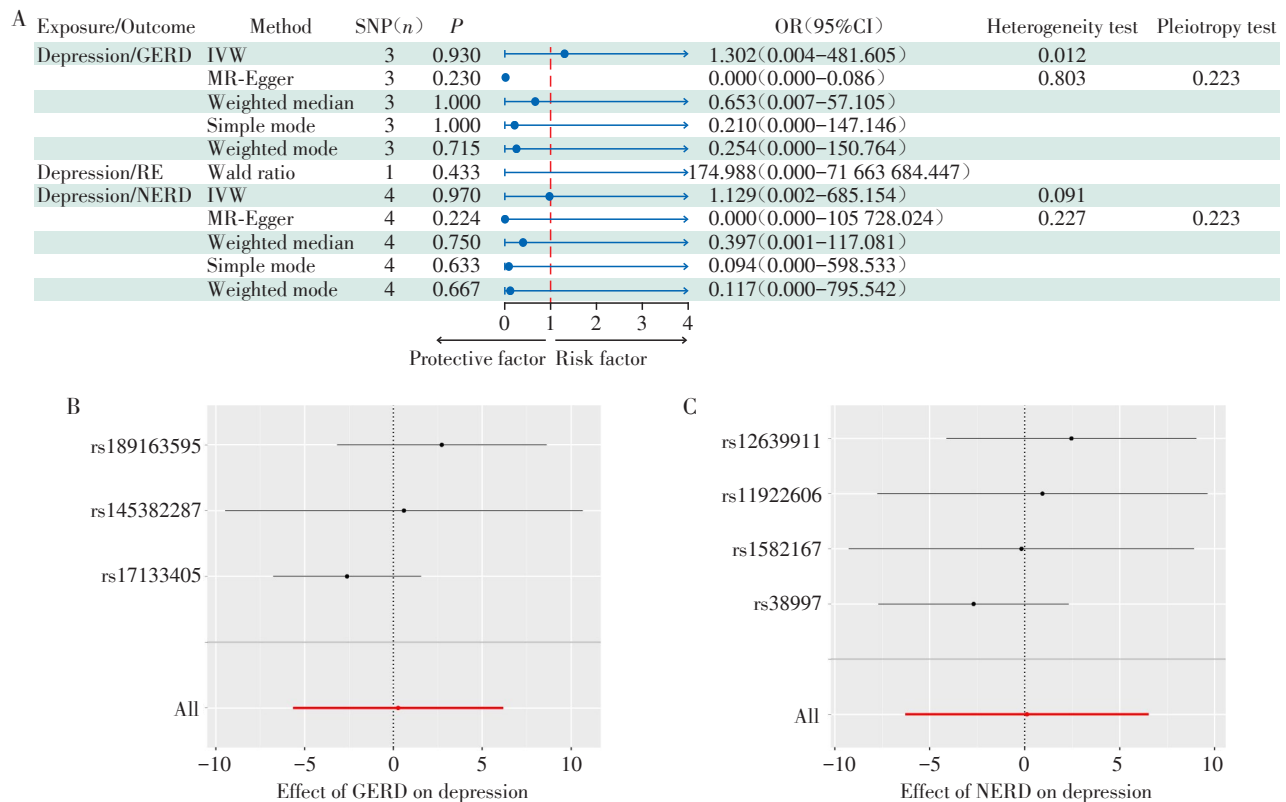 A
Exposure/Outcome Method SNP(n) P OR(95%CI) Heterogeneity test Pleiotropy test
Depression/GERD IVW 3 0.930 1.302(0.004−481.605) 0.012
MR-Egger 3 0.230 0.000(0.000−0.086) 0.803 0.223
Weighted median 3 1.000 0.653(0.007−57.105)
Simple mode 3 1.000 0.210(0.000−147.146)
Weighted mode 3 0.715 0.254(0.000−150.764)
Depression/RE Wald ratio 1 0.433 174.988(0.000−71 663 684.447)
Depression/NERD IVW 4 0.970 1.129(0.002−685.154) 0.091
MR-Egger 4 0.224 0.000(0.000−105 728.024) 0.227 0.223
Weighted median 4 0.750 0.397(0.001−117.081)
Simple mode 4 0.633 0.094(0.000−598.533)
Weighted mode 4 0.667 0.117(0.000−795.542)
0 1 2 3 4
Protective factor Risk factor
B
rs189163595
rs145382287
rs17133405
All
−10 −5 0 5 10
Effect of GERD on depression
C
rs12639911
rs11922606
rs1582167
rs38997
All
−10 −5 0 5 10
Effect of NERD on depression